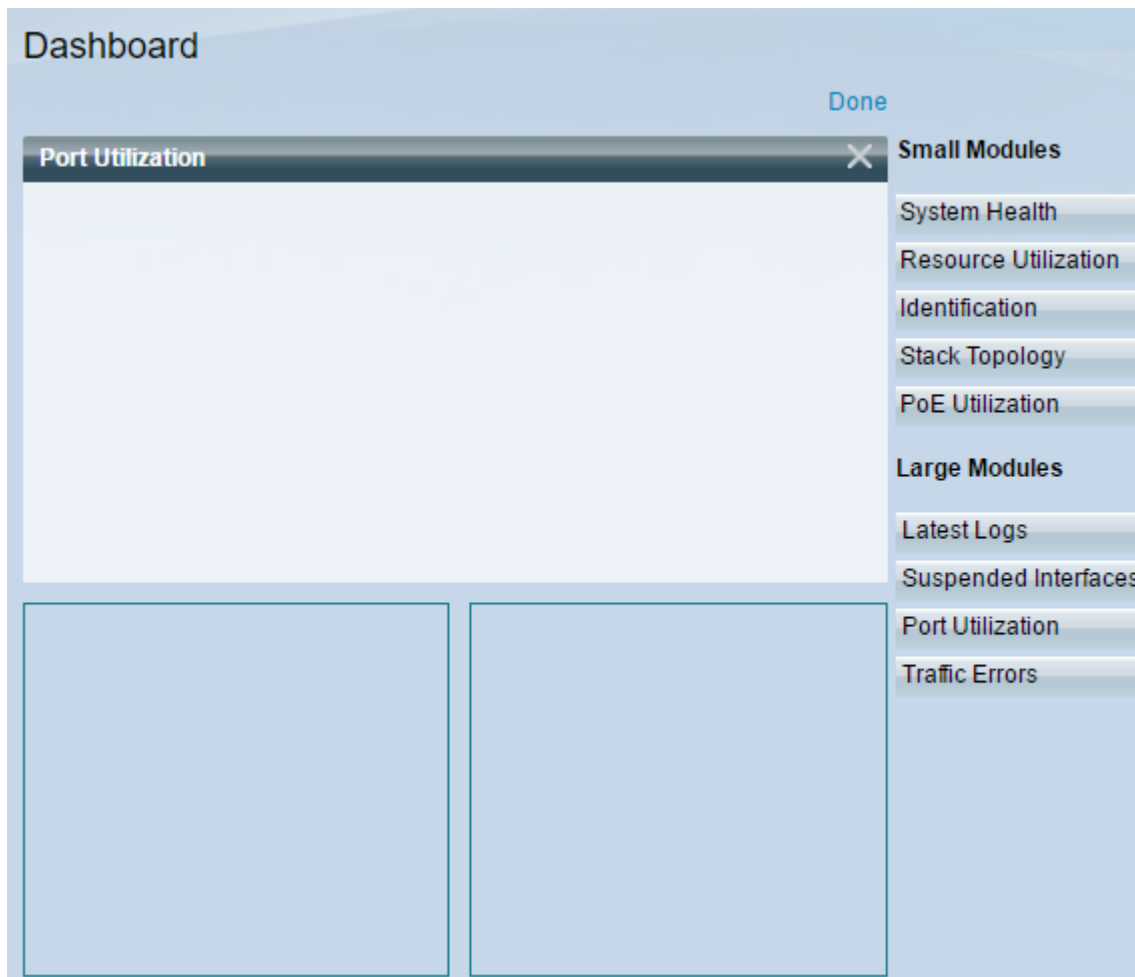 Dashboard
Done
Port Utilization
Small Modules
System Health
Resource Utilization
Identification
Stack Topology
PoE Utilization
Large Modules
Latest Logs
Suspended Interfaces
Port Utilization
Traffic Errors